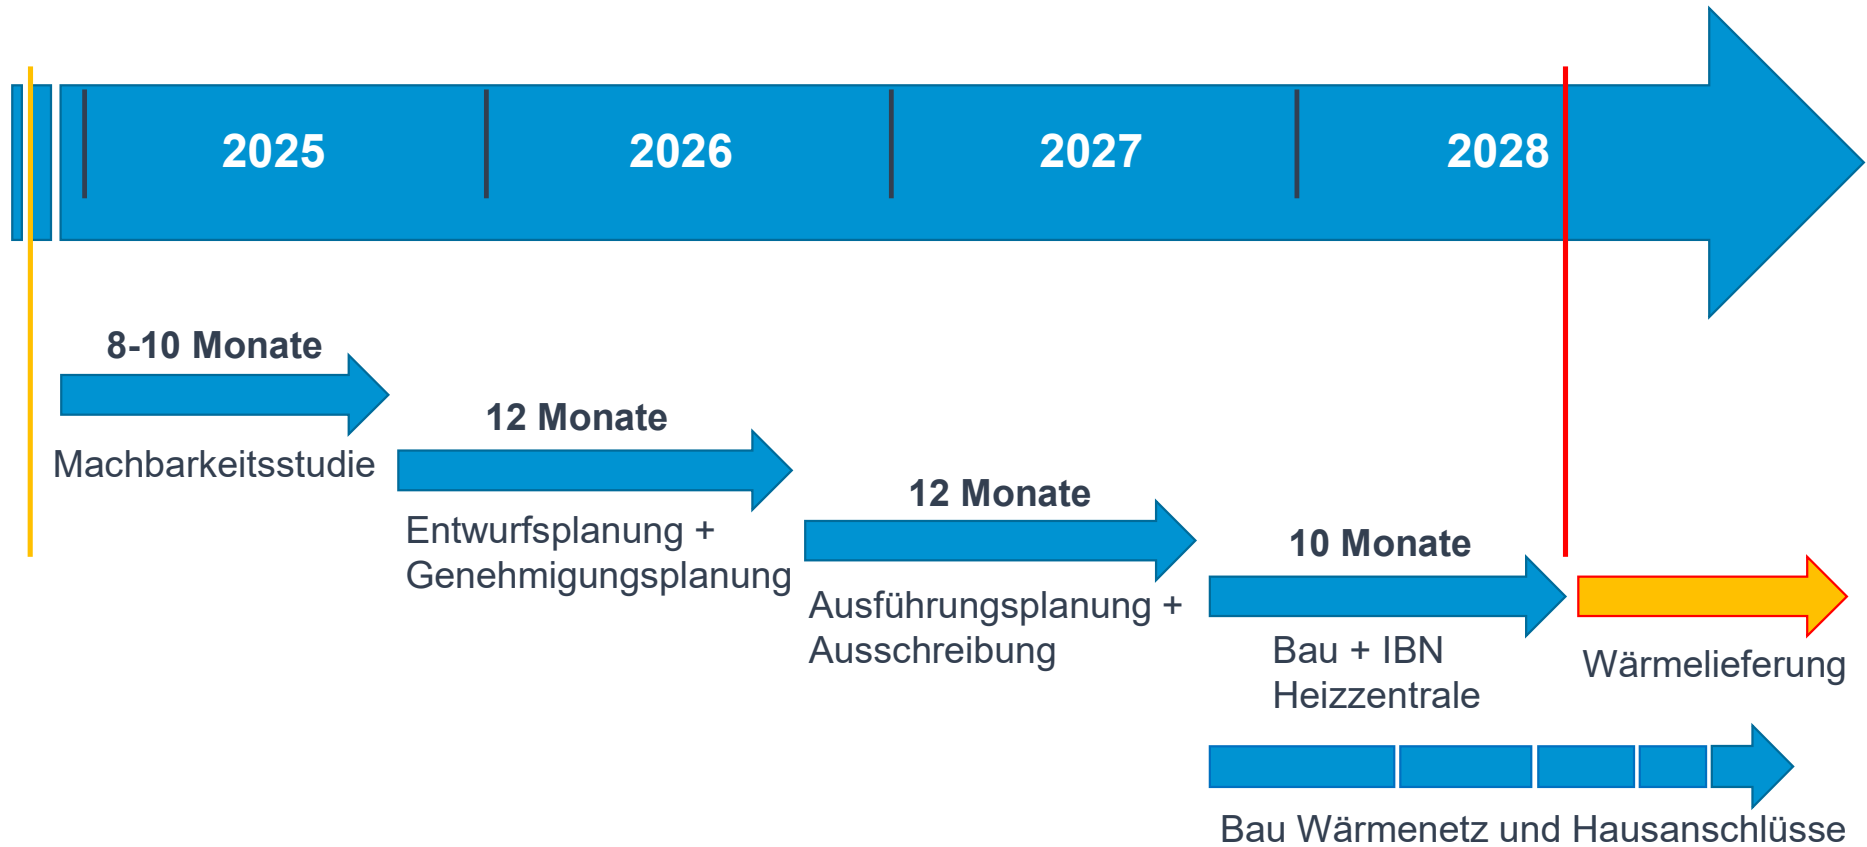 2025
2026
2027
2028
8-10 Monate
Machbarkeitsstudie
12 Monate
Entwurfsplanung +
Genehmigungsplanung
12 Monate
Ausführungsplanung +
Ausschreibung
10 Monate
Bau + IBN
Heizzentrale
Wärmelieferung
Bau Wärmenetz und Hausanschlüsse